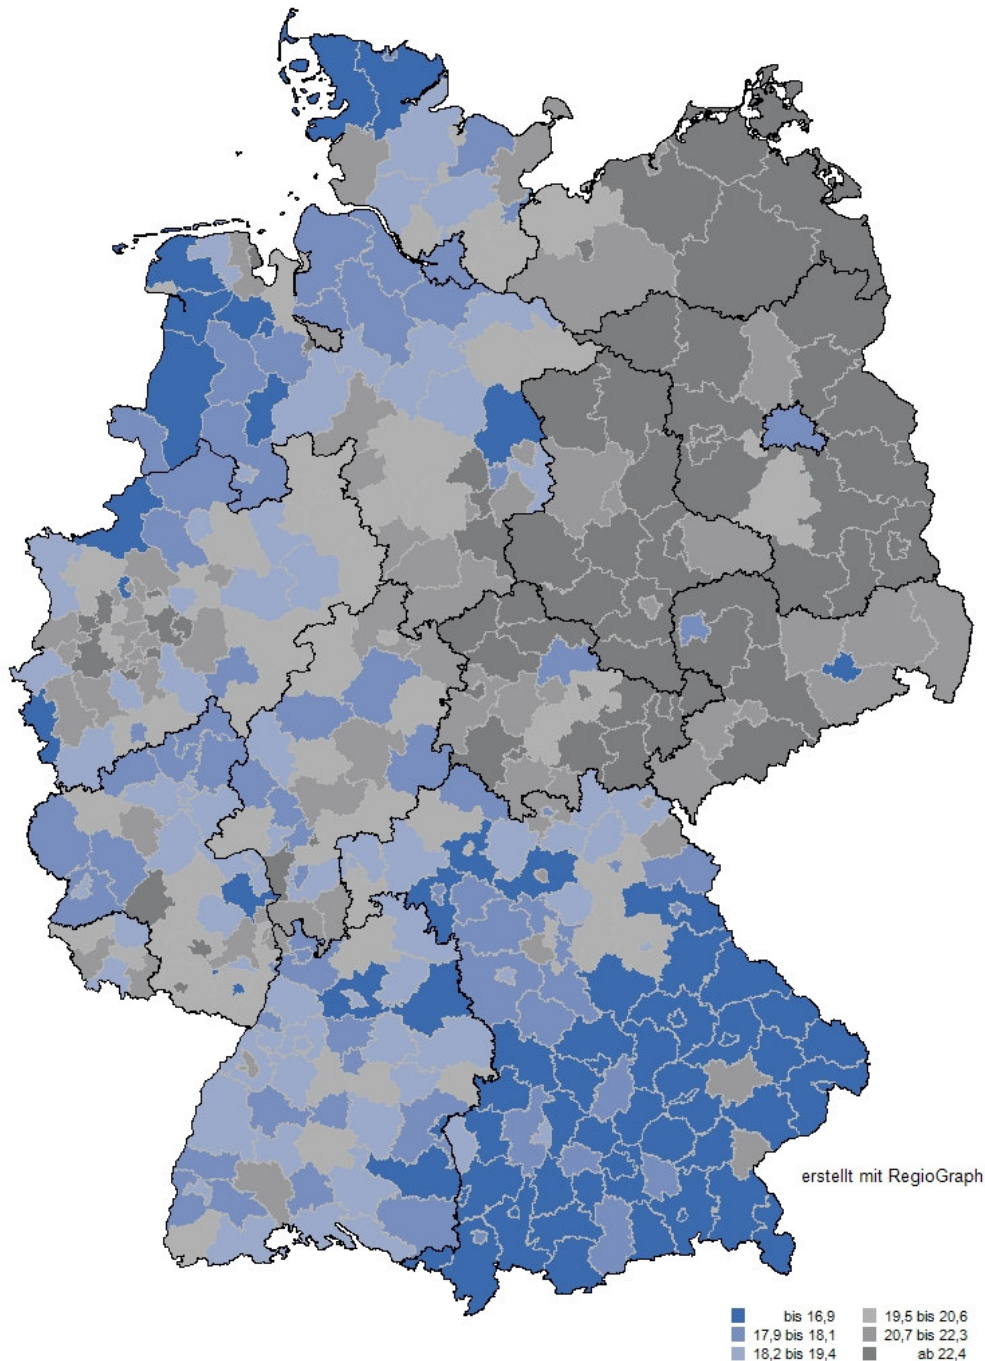 erstellt mit RegioGraph
bis 16,9
17,9 bis 18,1
18,2 bis 19,4
19,5 bis 20,6
20,7 bis 22,3
ab 22,4